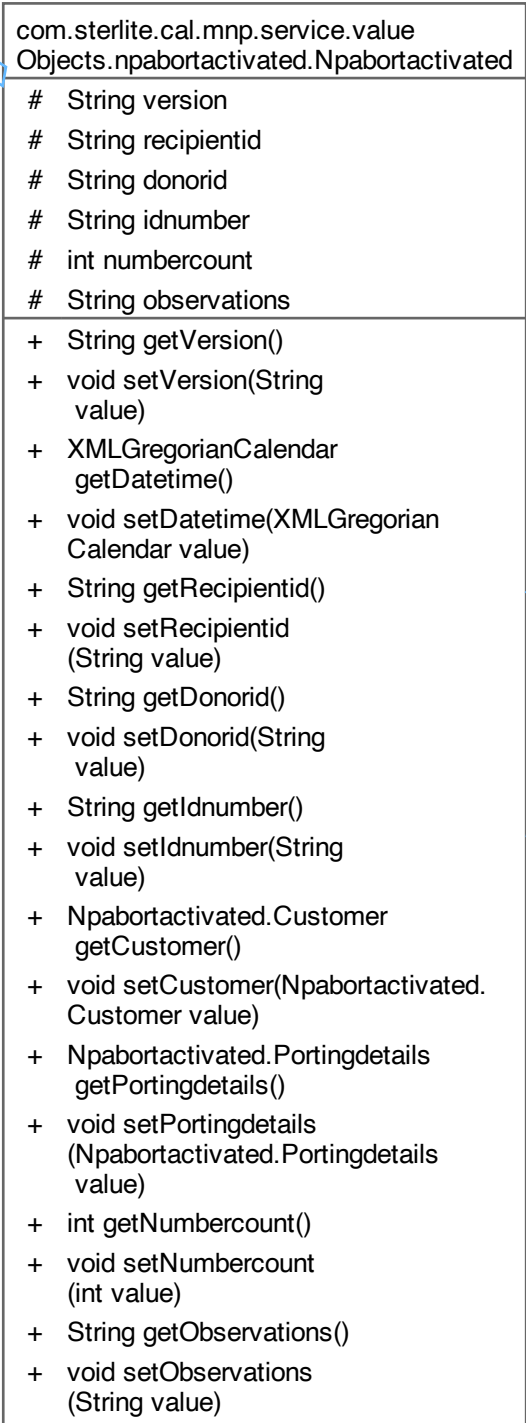 com.sterlite.cal.mnp.service.value
Objects.npabortactivated.Npabortactivated
# String version
# String recipientid
# String donorid
# String idnumber
# int numbercount
# String observations
+ String getVersion()
+ void setVersion(String
value)
+ XMLGregorianCalendar
getDatetime()
+ void setDatetime(XMLGregorian
Calendar value)
+ String getRecipientid()
+ void setRecipientid
(String value)
+ String getDonorid()
+ void setDonorid(String
value)
+ String getIdnumber()
+ void setIdnumber(String
value)
+ Npabortactivated.Customer
getCustomer()
+ void setCustomer(Npabortactivated.
Customer value)
+ Npabortactivated.Portingdetails
getPortingdetails()
+ void setPortingdetails
(Npabortactivated.Portingdetails
value)
+ int getNumbercount()
+ void setNumbercount
(int value)
+ String getObservations()
+ void setObservations
(String value)